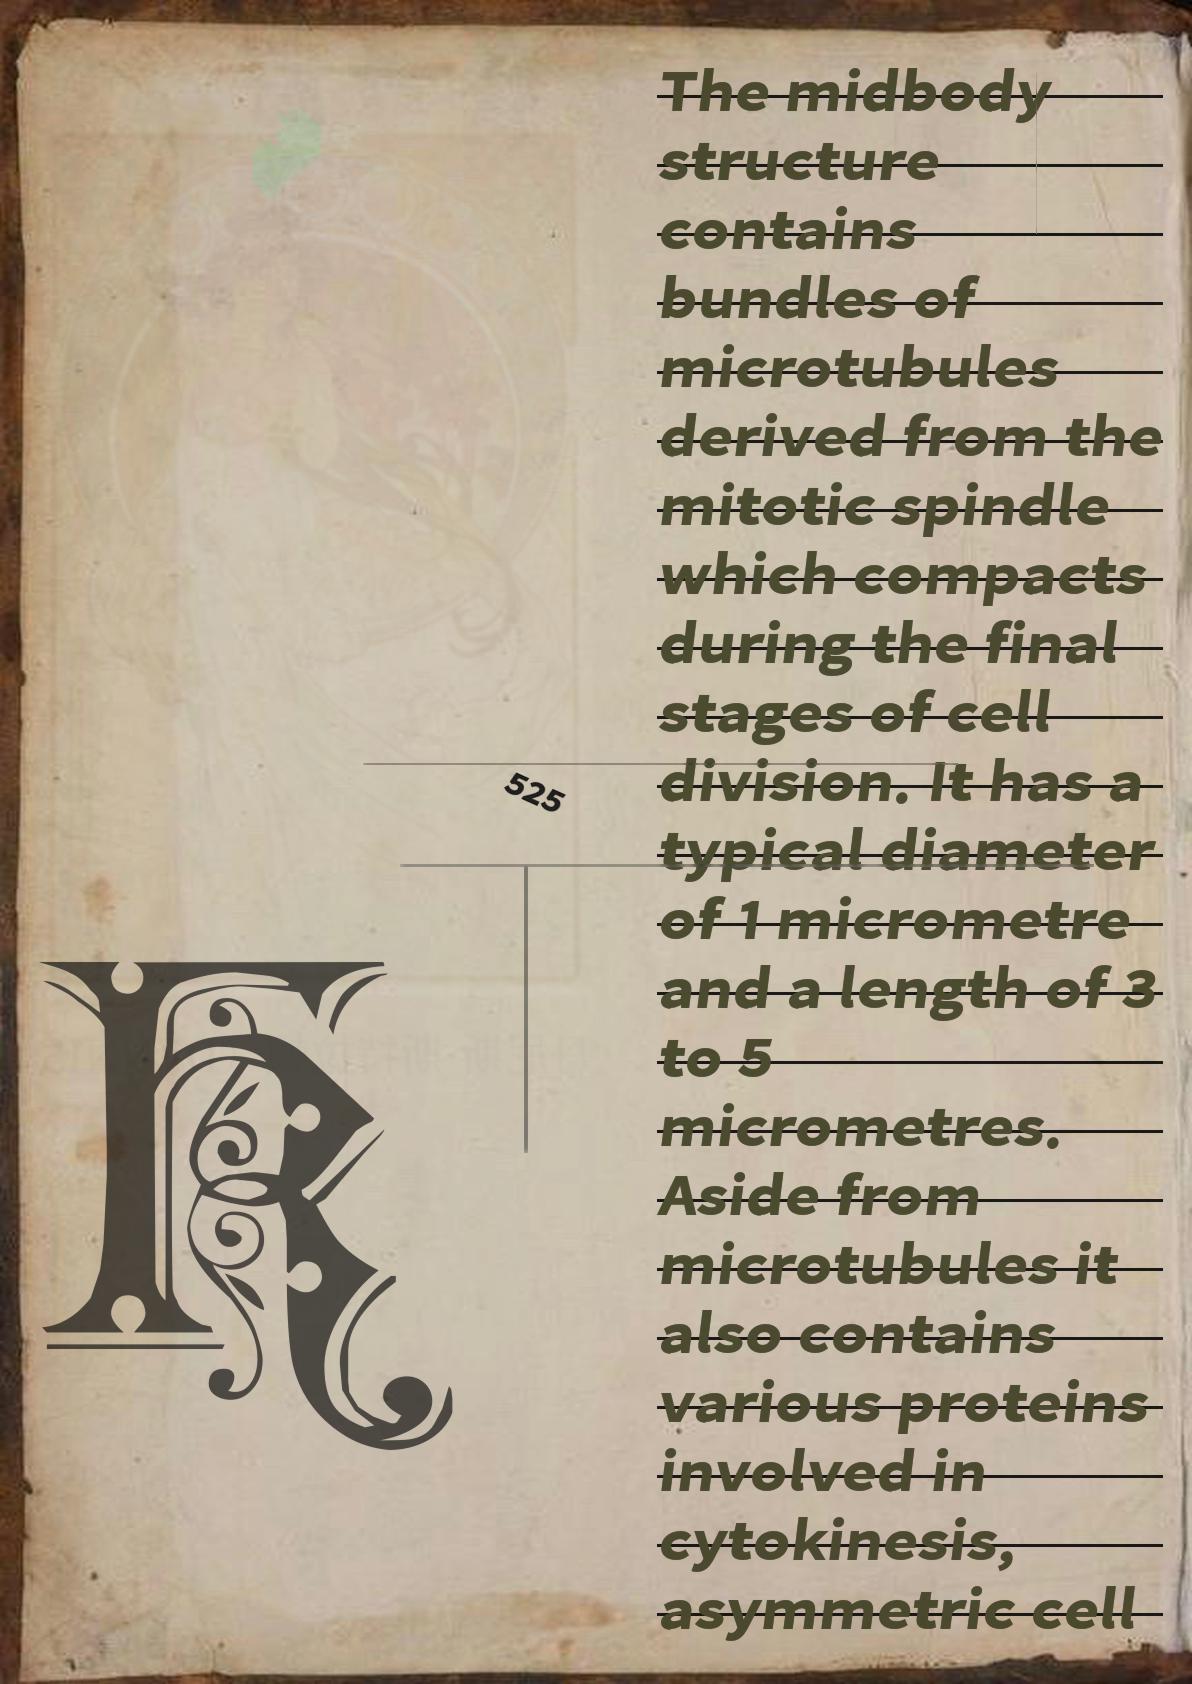 The midbody
structure
contains
bundles of
microtubules
derived from the
mitotic spindle
which compacts
during the final
stages of cell
division. It has a
typical diameter
of 1 micrometre
and a length of 3
to 5
micrometres.
Aside from
microtubules it
also contains
various proteins
involved in
cytokinesis,
asymmetric cell
525
R